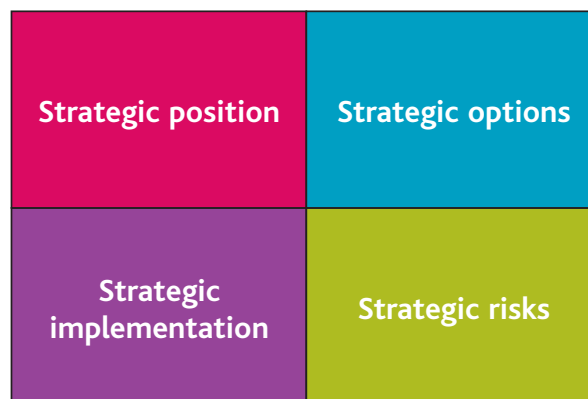 Strategic position
Strategic options
Strategic
implementation
Strategic risks